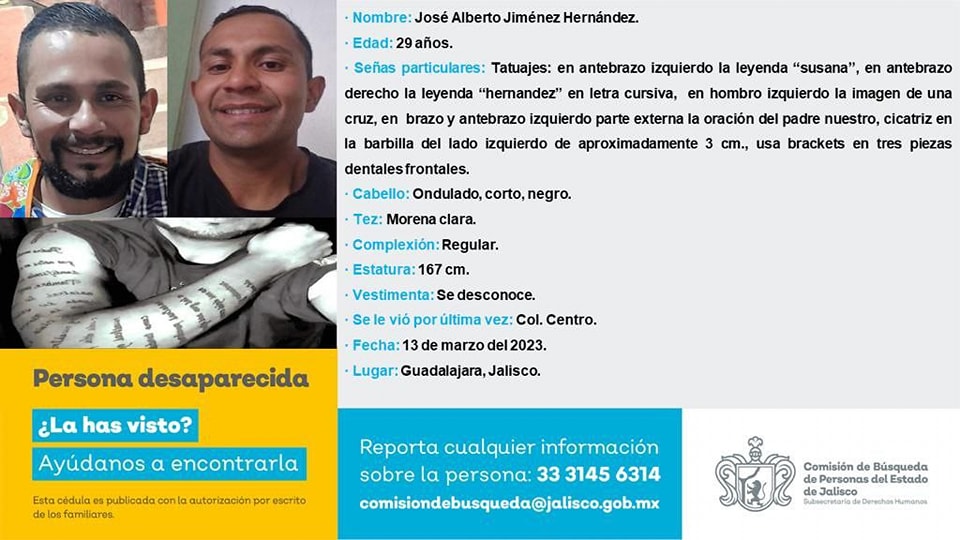 · Nombre: José Alberto Jiménez Hernández.
· Edad: 29 años.
· Señas particulares: Tatuajes: en antebrazo izquierdo la leyenda “susana”, en antebrazo
derecho la leyenda “hernandez” en letra cursiva, en hombro izquierdo la imagen de una
cruz, en brazo y antebrazo izquierdo parte externa la oración del padre nuestro, cicatriz en
la barbilla del lado izquierdo de aproximadamente 3 cm., usa brackets en tres piezas
dentales frontales.
· Cabello: Ondulado, corto, negro.
· Tez: Morena clara.
· Complexión: Regular.
· Estatura: 167 cm.
· Vestimenta: Se desconoce.
· Se le vió por última vez: Col. Centro.
· Fecha: 13 de marzo del 2023.
· Lugar: Guadalajara, Jalisco.
Persona desaparecida
¿La has visto?
Ayúdanos a encontrarla
Esta cédula es publicada con la autorización por escrito
de los familiares.
Reporta cualquier información
sobre la persona: 33 3145 6314
comisiondebusqueda@jalisco.gob.mx
Comisión de Búsqueda
de Personas del Estado
de Jalisco
Subsecretaría de Derechos Humanos